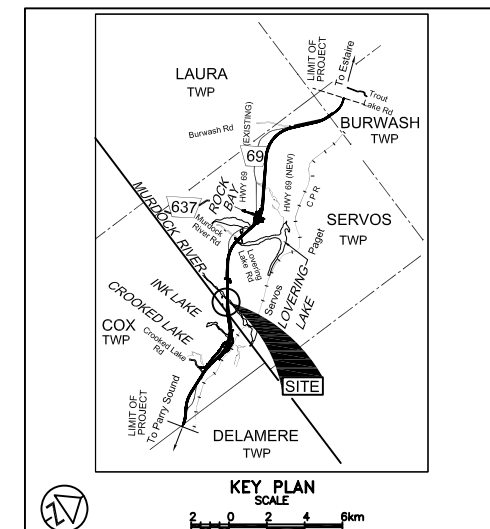 LIMIT OF
PROJECT
To Estaire
LAURA
TWP
Trout
Lake Rd
BURWASH
TWP
Burwash Rd
(EXISTING)
69
HWY 69 (NEW)
C P R
637
ROCK
BAY
Murdock
River Rd
SERVOS
TWP
MURDOCK RIVER
Lovering
Lake Rd
Paget
Servos
LOVERING
LAKE
INK LAKE
CROOKED LAKE
COX
TWP
Crooked Lake
Rd
SITE
LIMIT OF
PROJECT
To Parry Sound
DELAMERE
TWP
KEY PLAN
SCALE
2 0 2 4 6km
N